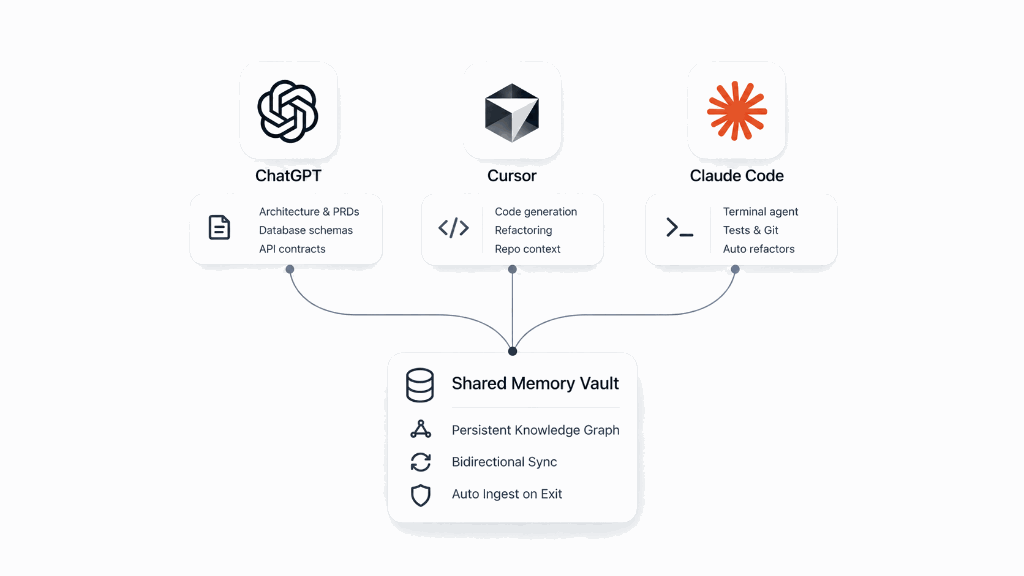 ChatGPT
Architecture & PRDs
Database schemas
API contracts
Cursor
Code generation
Refactoring
Repo context
Claude Code
Terminal agent
Tests & Git
Auto refactors
Shared Memory Vault
Persistent Knowledge Graph
Bidirectional Sync
Auto Ingest on Exit